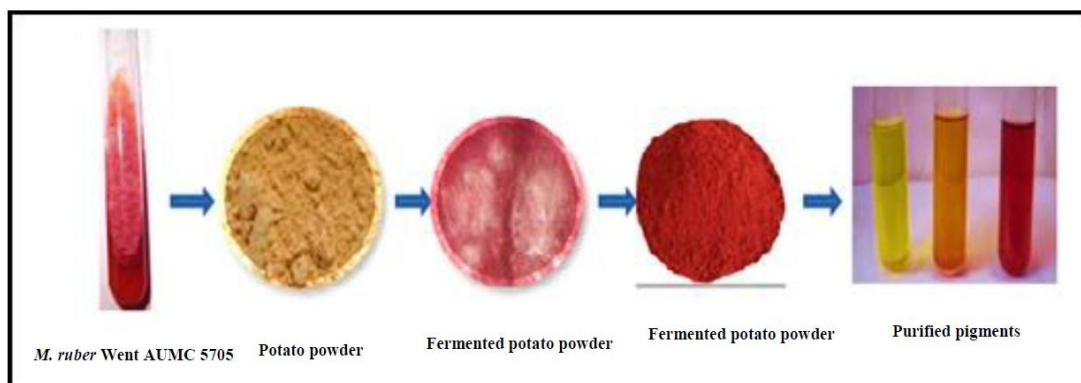 M. ruber Went AUMC 5705
Potato powder
Fermented potato powder
Fermented potato powder
Purified pigments